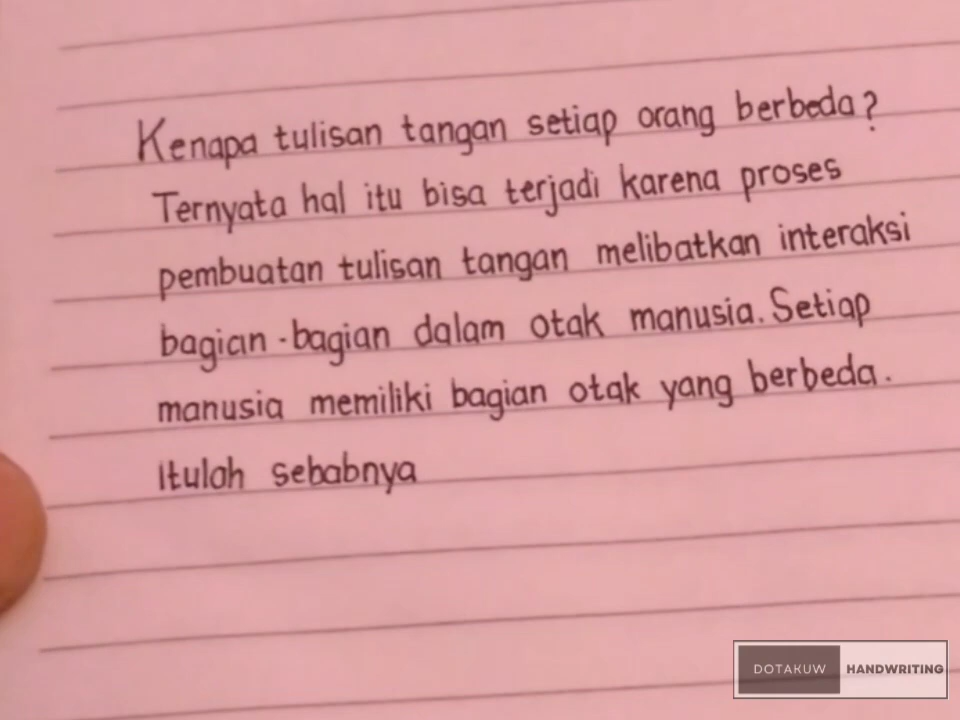 Kenapa tulisan tangan setiap orang berbeda?
Ternyata hal itu bisa terjadi karena proses
pembuatan tulisan tangan melibatkan interaksi
bagian-bagian dalam otak manusia. Setiap
manusia memiliki bagian otak yang berbeda.
itulah sebabnya
DOTAKUW HANDWRITING